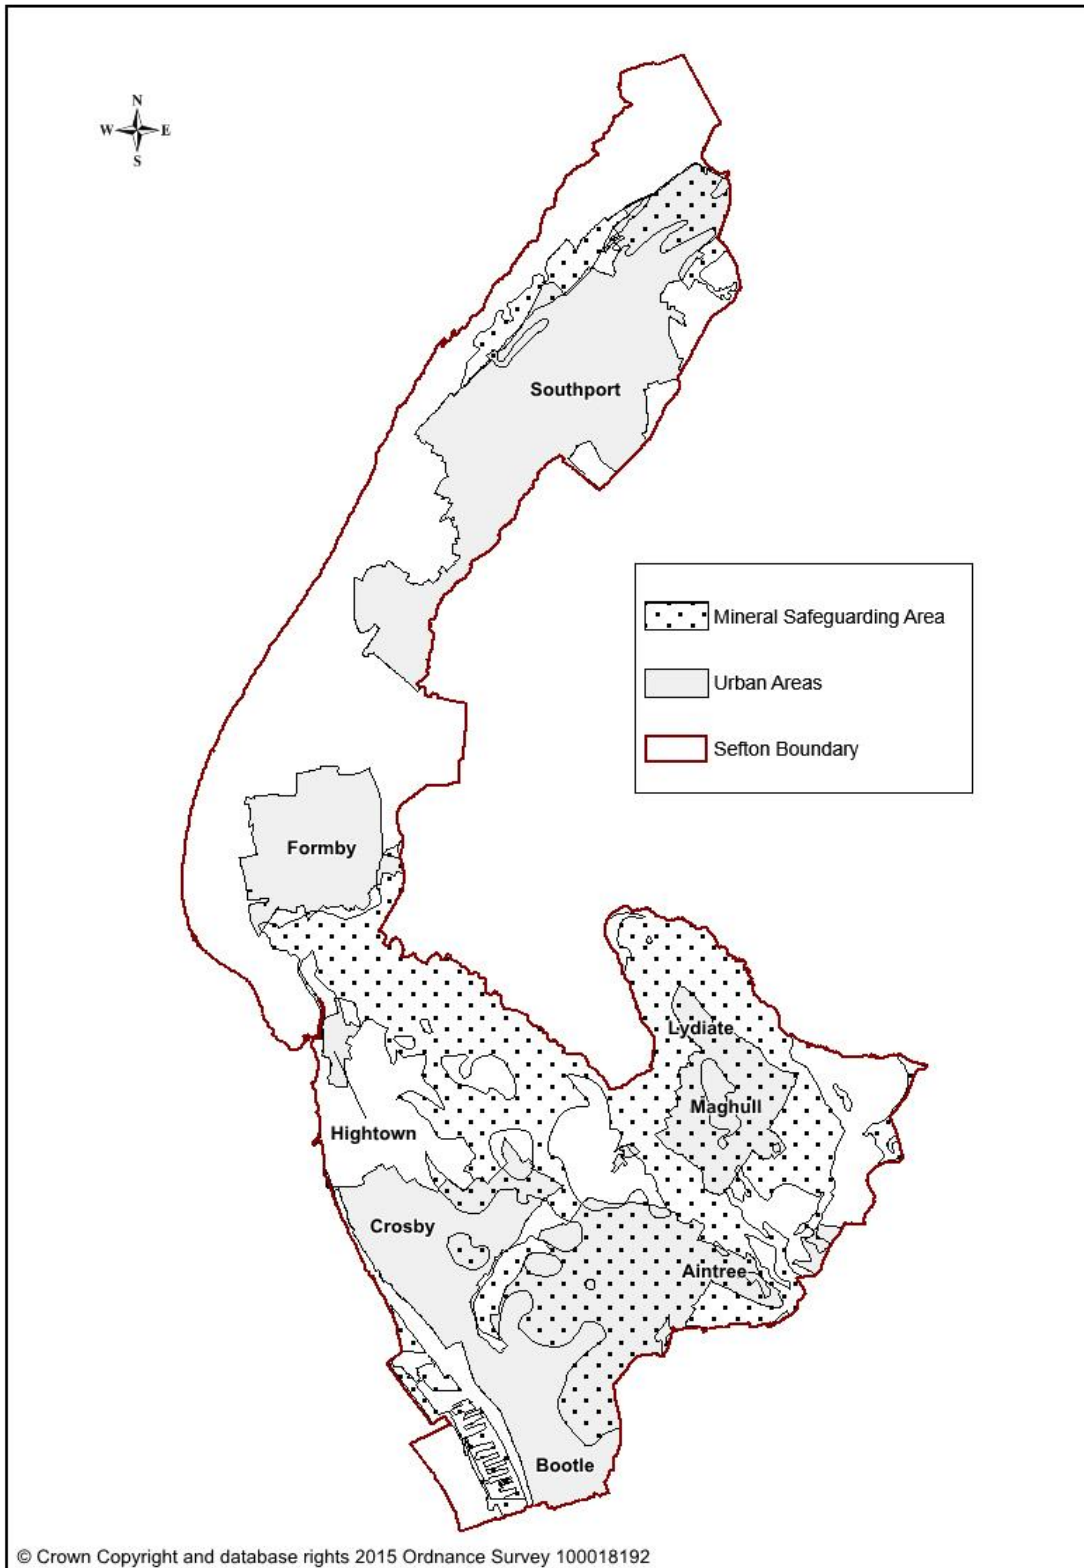 N
W E
S
Southport
Mineral Safeguarding Area
Urban Areas
Sefton Boundary
Formby
Lydiate
Maghull
Hightown
Crosby
Aintree
Bootle
© Crown Copyright and database rights 2015 Ordnance Survey 100018192